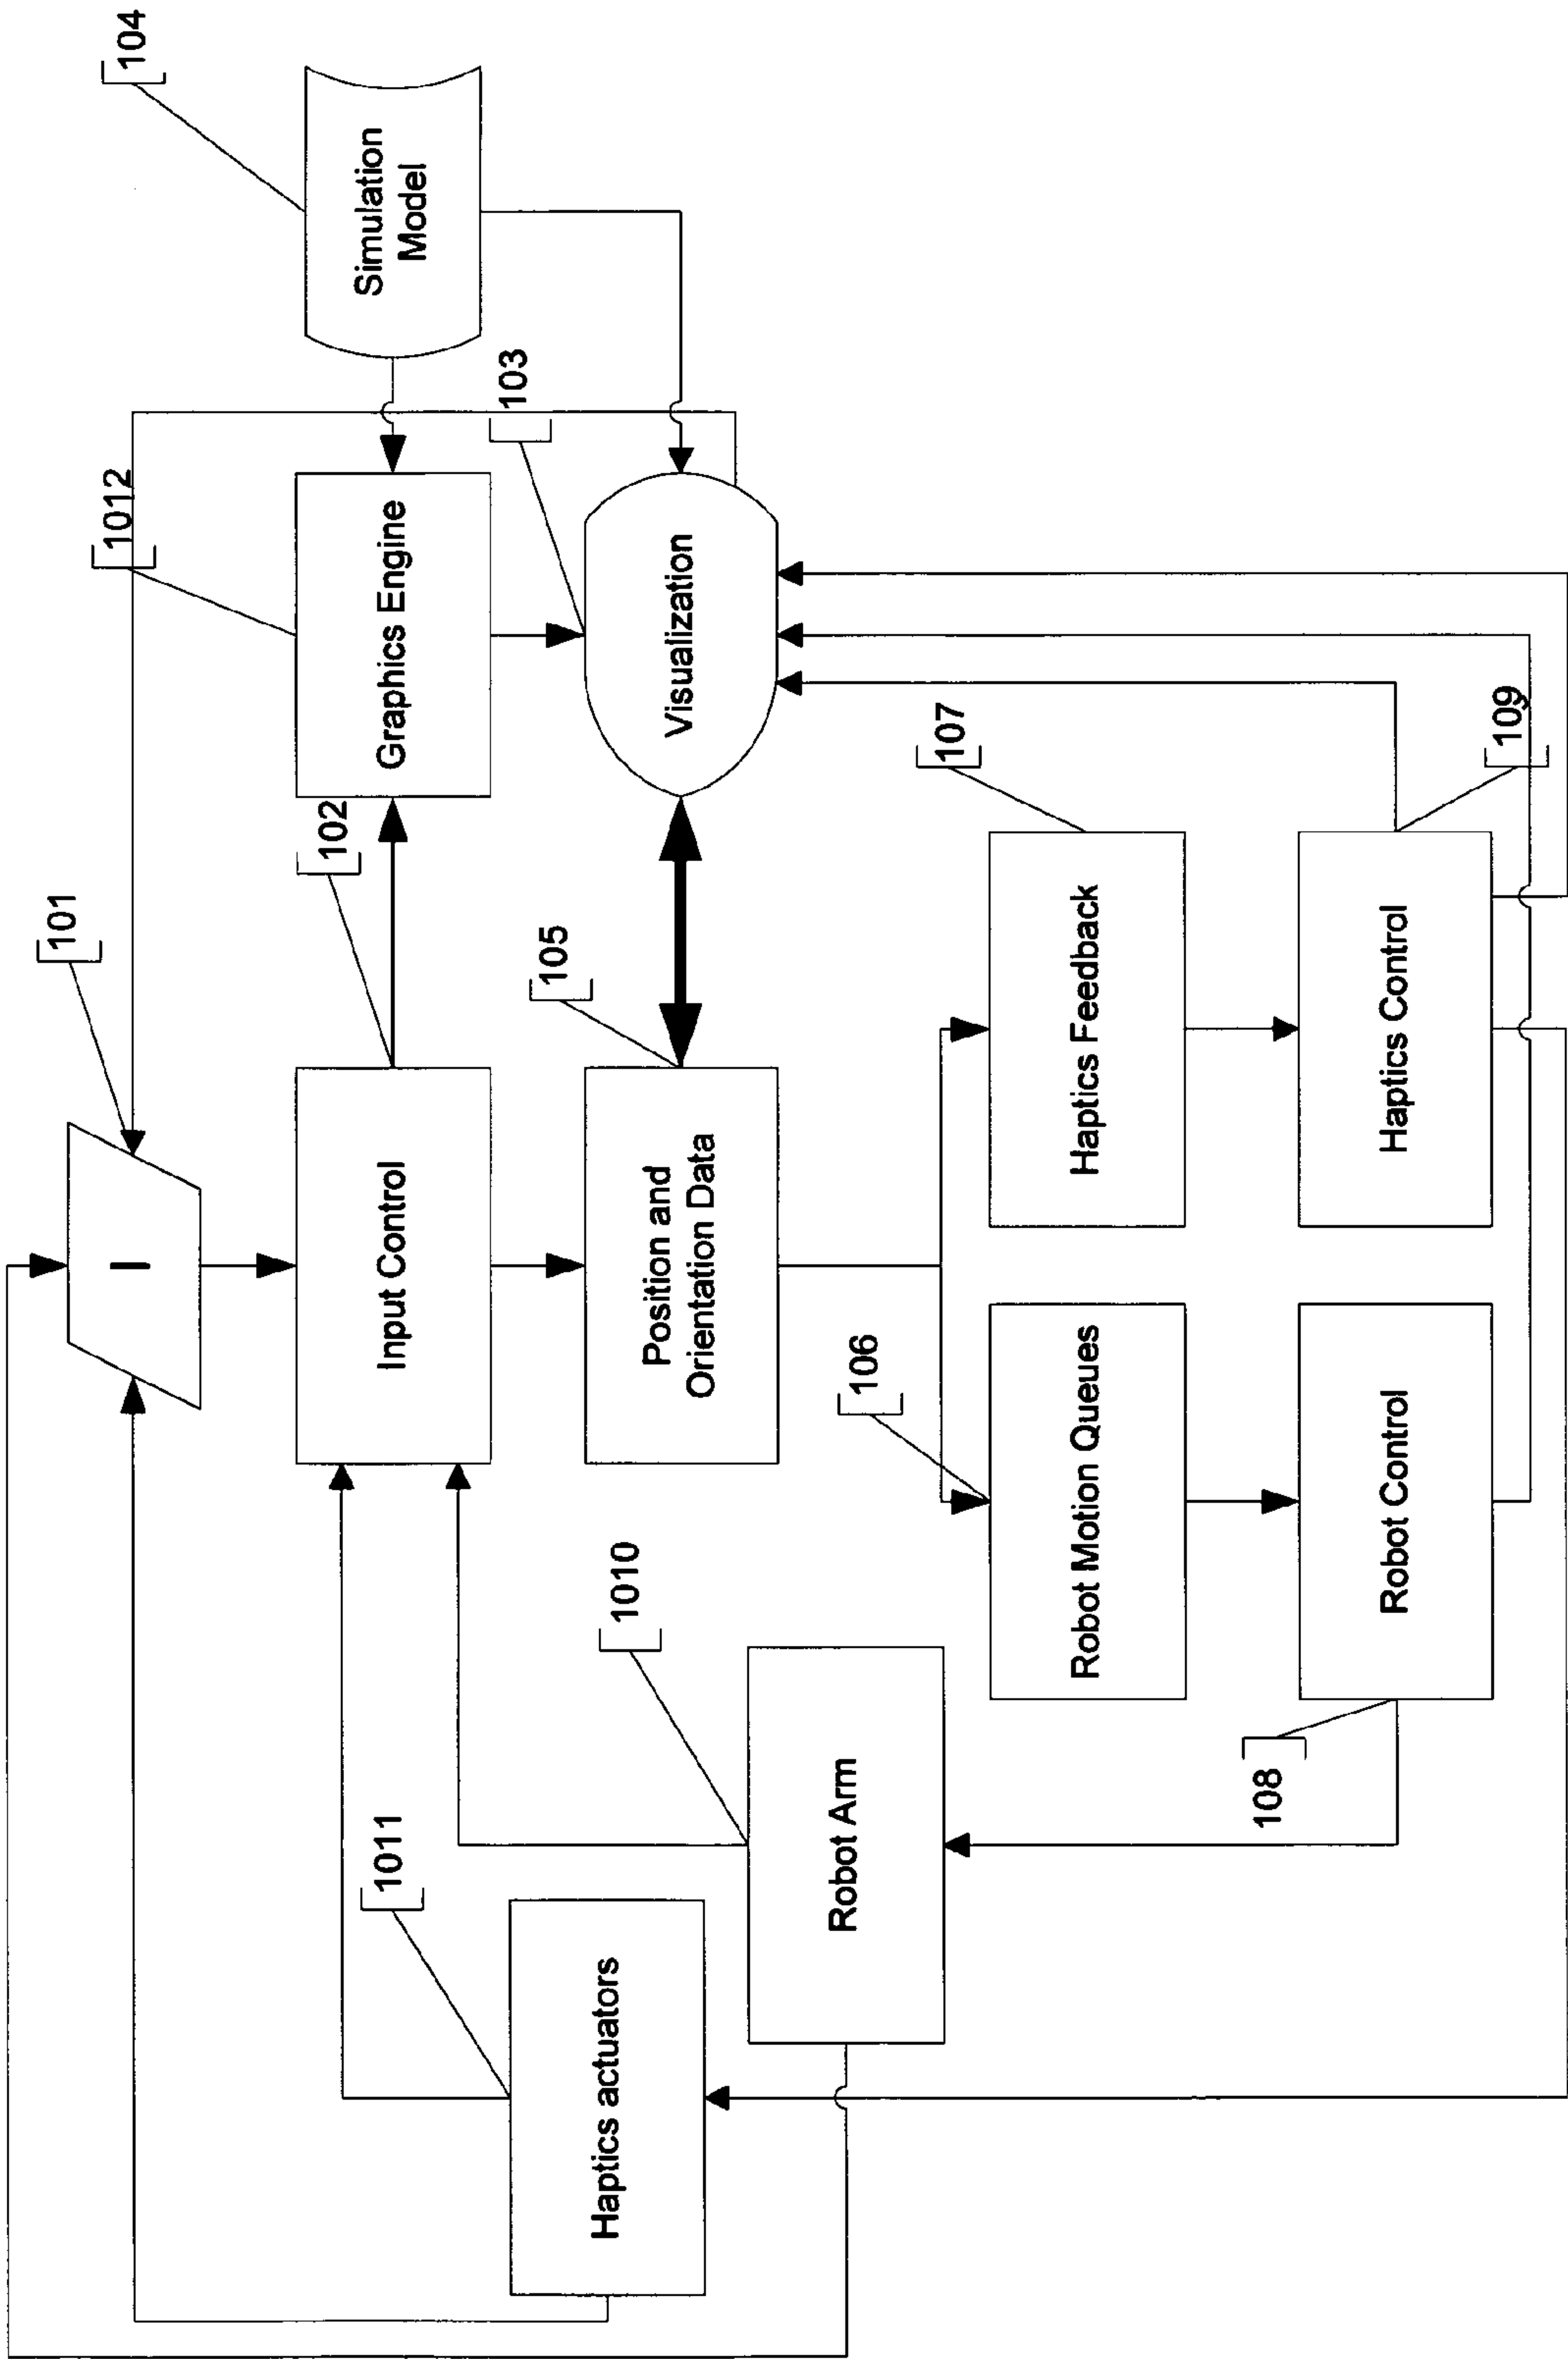 101
I
104
Simulation
Model
1012
Graphics Engine
102
Input Control
103
Visualization
105
Position and
Orientation Data
1011
Haptics actuators
1010
Robot Arm
106
Robot Motion Queues
107
Haptics Feedback
108
Robot Control
109
Haptics Control